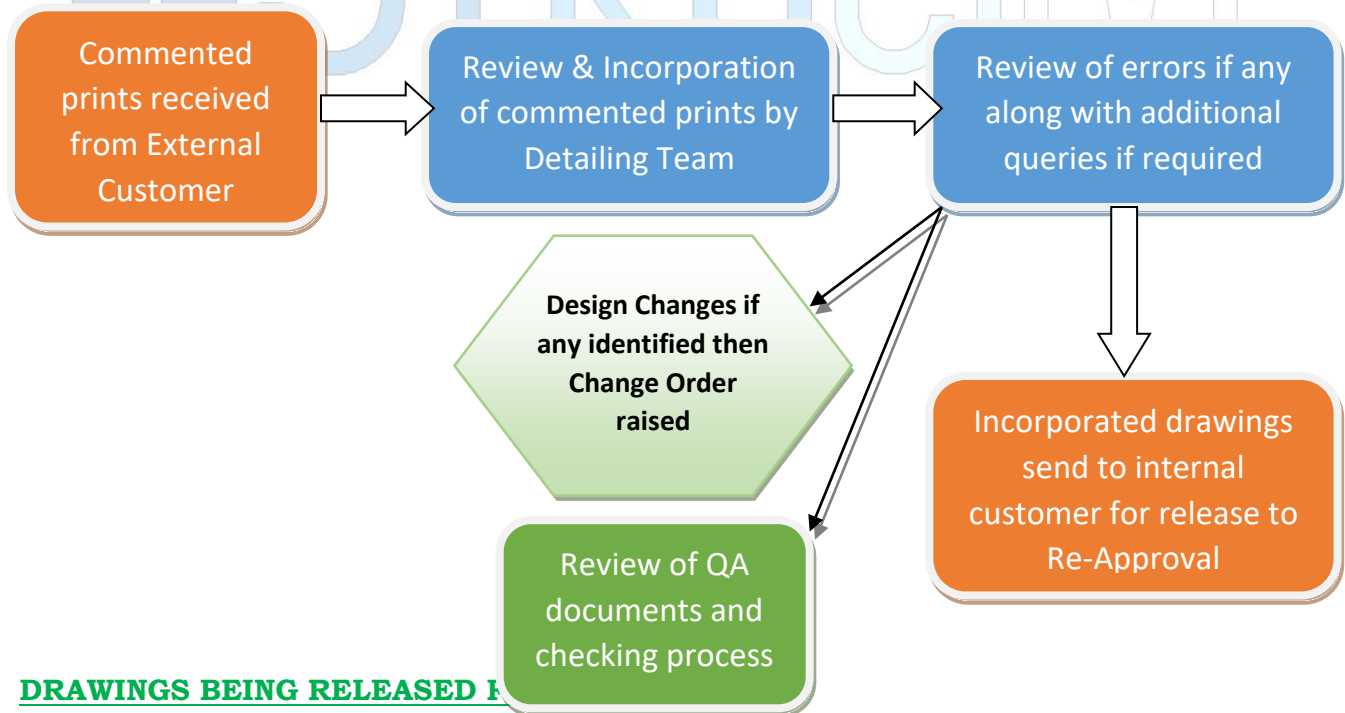 Commented
prints received
from External
Customer
Review & Incorporation
of commented prints by
Detailing Team
Review of errors if any
along with additional
queries if required
Design Changes if
any identified then
Change Order
raised
Incorporated drawings
send to internal
customer for release to
Re-Approval
Review of QA
documents and
checking process
DRAWINGS BEING RELEASED